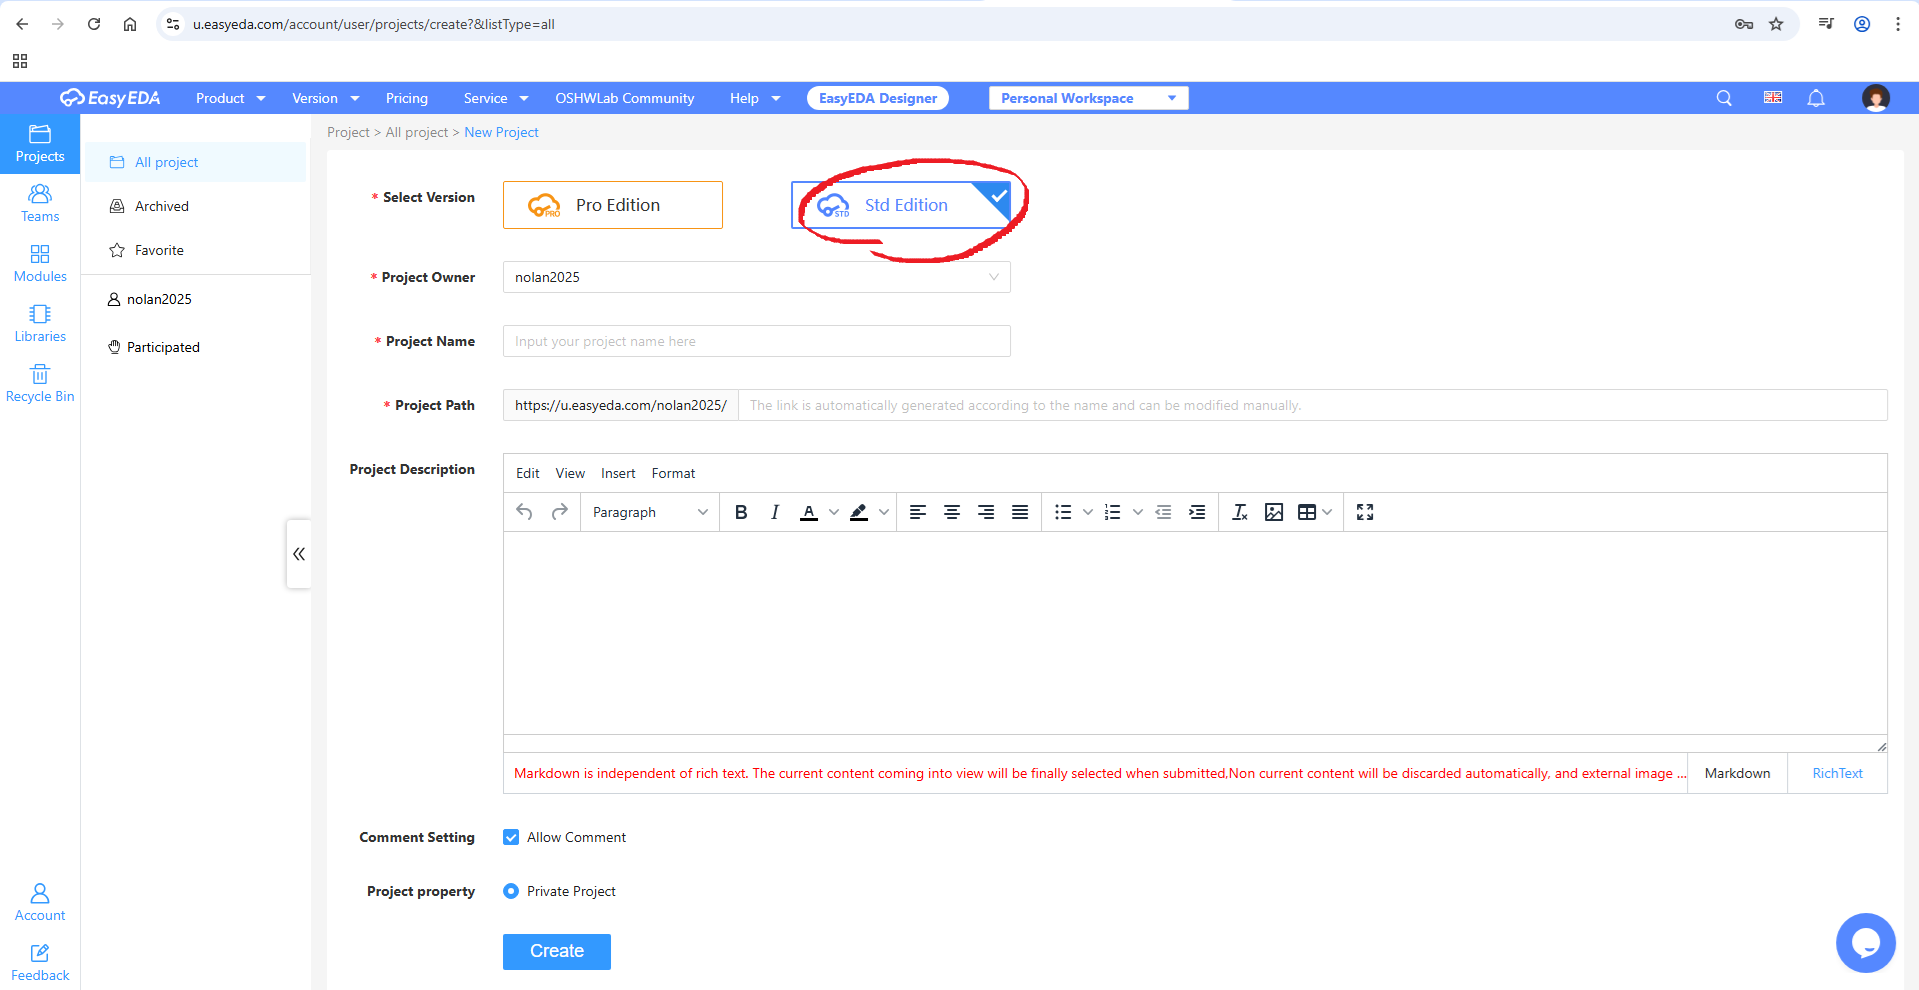 u.easyeda.com/account/user/projects/create?&listType=all
EasyEDA Product Version Pricing Service OSHWLab Community Help EasyEDA Designer Personal Workspace
Projects
Teams
Modules
Libraries
Recycle Bin
Account
Feedback
All project
Archived
Favorite
nolan2025
Participated
Project > All project > New Project
* Select Version PRO Pro Edition STD Std Edition
* Project Owner nolan2025
* Project Name Input your project name here
* Project Path https://u.easyeda.com/nolan2025/ The link is automatically generated according to the name and can be modified manually.
Project Description Edit View Insert Format
Paragraph B I A
Markdown is independent of rich text. The current content coming into view will be finally selected when submitted,Non current content will be discarded automatically, and external image ... Markdown RichText
Comment Setting Allow Comment
Project property Private Project
Create